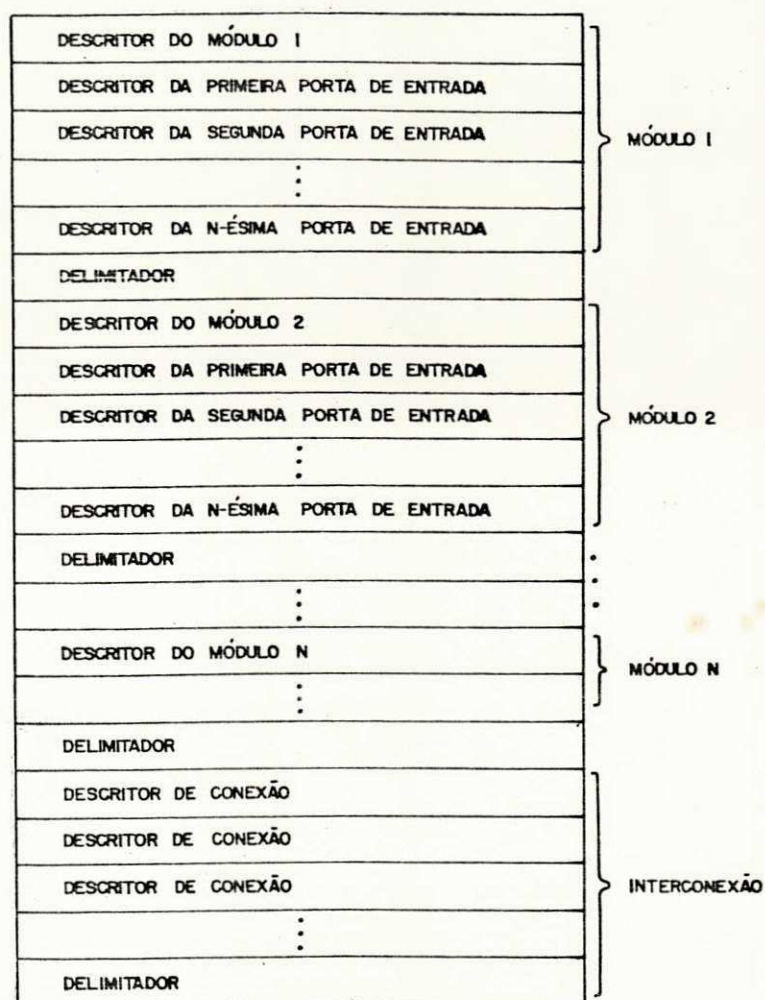 DESCRITOR DO MÓDULO 1
DESCRITOR DA PRIMEIRA PORTA DE ENTRADA
DESCRITOR DA SEGUNDA PORTA DE ENTRADA
MÓDULO 1
DESCRITOR DA N-ÉSIMA PORTA DE ENTRADA
DELIMITADOR
DESCRITOR DO MÓDULO 2
DESCRITOR DA PRIMEIRA PORTA DE ENTRADA
DESCRITOR DA SEGUNDA PORTA DE ENTRADA
MÓDULO 2
DESCRITOR DA N-ÉSIMA PORTA DE ENTRADA
DELIMITADOR
DESCRITOR DO MÓDULO N
MÓDULO N
DELIMITADOR
DESCRITOR DE CONEXÃO
DESCRITOR DE CONEXÃO
DESCRITOR DE CONEXÃO
INTERCONEXÃO
DELIMITADOR